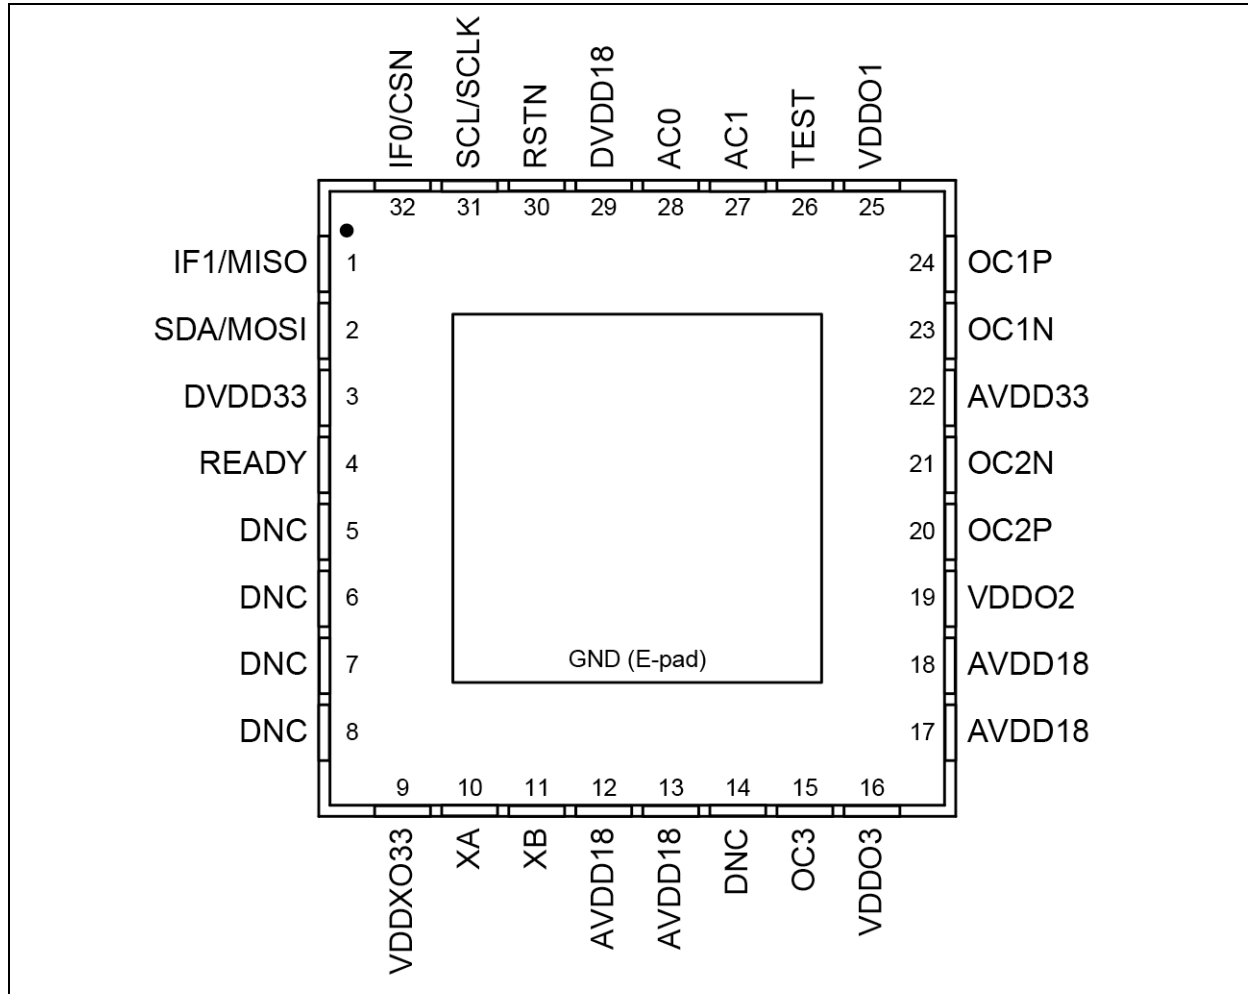 IF0/CSN
SCL/SCLK
RSTN
DVDD18
AC0
AC1
TEST
VDDO1
32 31 30 29 28 27 26 25
IF1/MISO 1
SDA/MOSI 2
DVDD33 3
READY 4
DNC 5
DNC 6
DNC 7
DNC 8
24 OC1P
23 OC1N
22 AVDD33
21 OC2N
20 OC2P
19 VDDO2
18 AVDD18
17 AVDD18
GND (E-pad)
9 10 11 12 13 14 15 16
VDDXO33
XA
XB
AVDD18
AVDD18
DNC
OC3
VDDO3